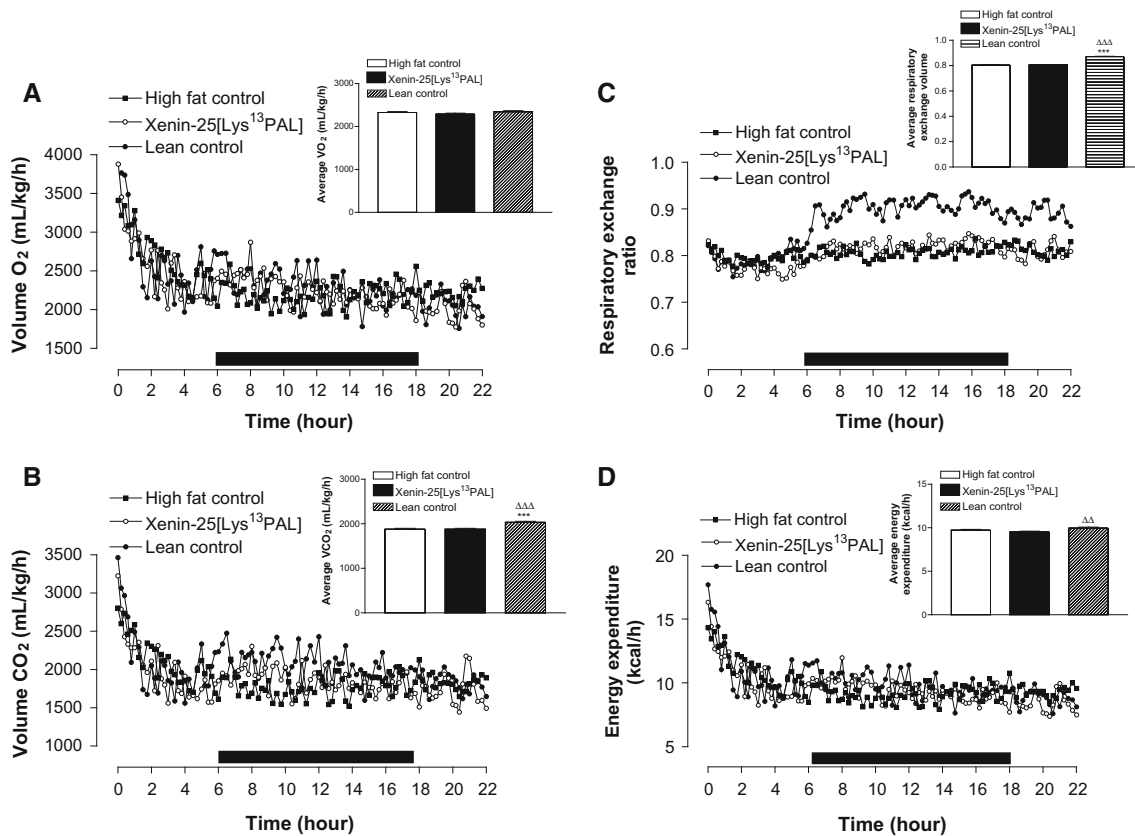 A
High fat control
Xenin-25[Lys¹³PAL]
Lean control
High fat control
Xenin-25[Lys¹³PAL]
Lean control
Average VO₂ (mL/kg/h)
3000
2000
1000
0
Volume O₂ (mL/kg/h)
4000
3500
3000
2500
2000
1500
0 2 4 6 8 10 12 14 16 18 20 22
Time (hour)
C
High fat control
Xenin-25[Lys¹³PAL]
Lean control
High fat control
Xenin-25[Lys¹³PAL]
Lean control
Average respiratory
exchange volume
1.0
0.8
0.6
0.4
0.2
0.0
ΔΔΔ
***
Respiratory exchange
ratio
1.0
0.9
0.8
0.7
0.6
0 2 4 6 8 10 12 14 16 18 20 22
Time (hour)
B
High fat control
Xenin-25[Lys¹³PAL]
Lean control
High fat control
Xenin-25[Lys¹³PAL]
Lean control
Average VCO₂ (mL/kg/h)
3000
2000
1000
0
ΔΔΔ
***
Volume CO₂ (mL/kg/h)
3500
3000
2500
2000
1500
1000
0 2 4 6 8 10 12 14 16 18 20 22
Time (hour)
D
High fat control
Xenin-25[Lys¹³PAL]
Lean control
High fat control
Xenin-25[Lys¹³PAL]
Lean control
Average energy
expenditure (kcal/h)
15
10
5
0
ΔΔ
Energy expenditure
(kcal/h)
20
15
10
5
0 2 4 6 8 10 12 14 16 18 20 22
Time (hour)